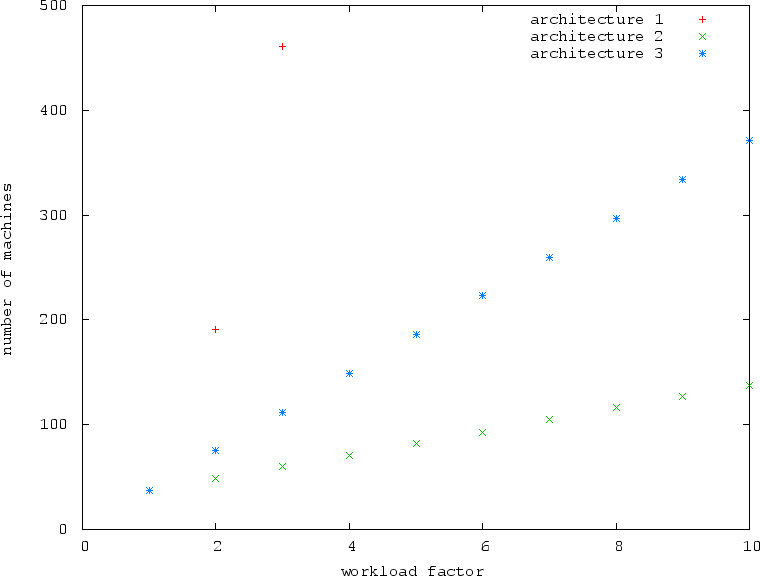 500
400
300
200
100
0
0 2 4 6 8 10
number of machines
workload factor
architecture 1
architecture 2
architecture 3